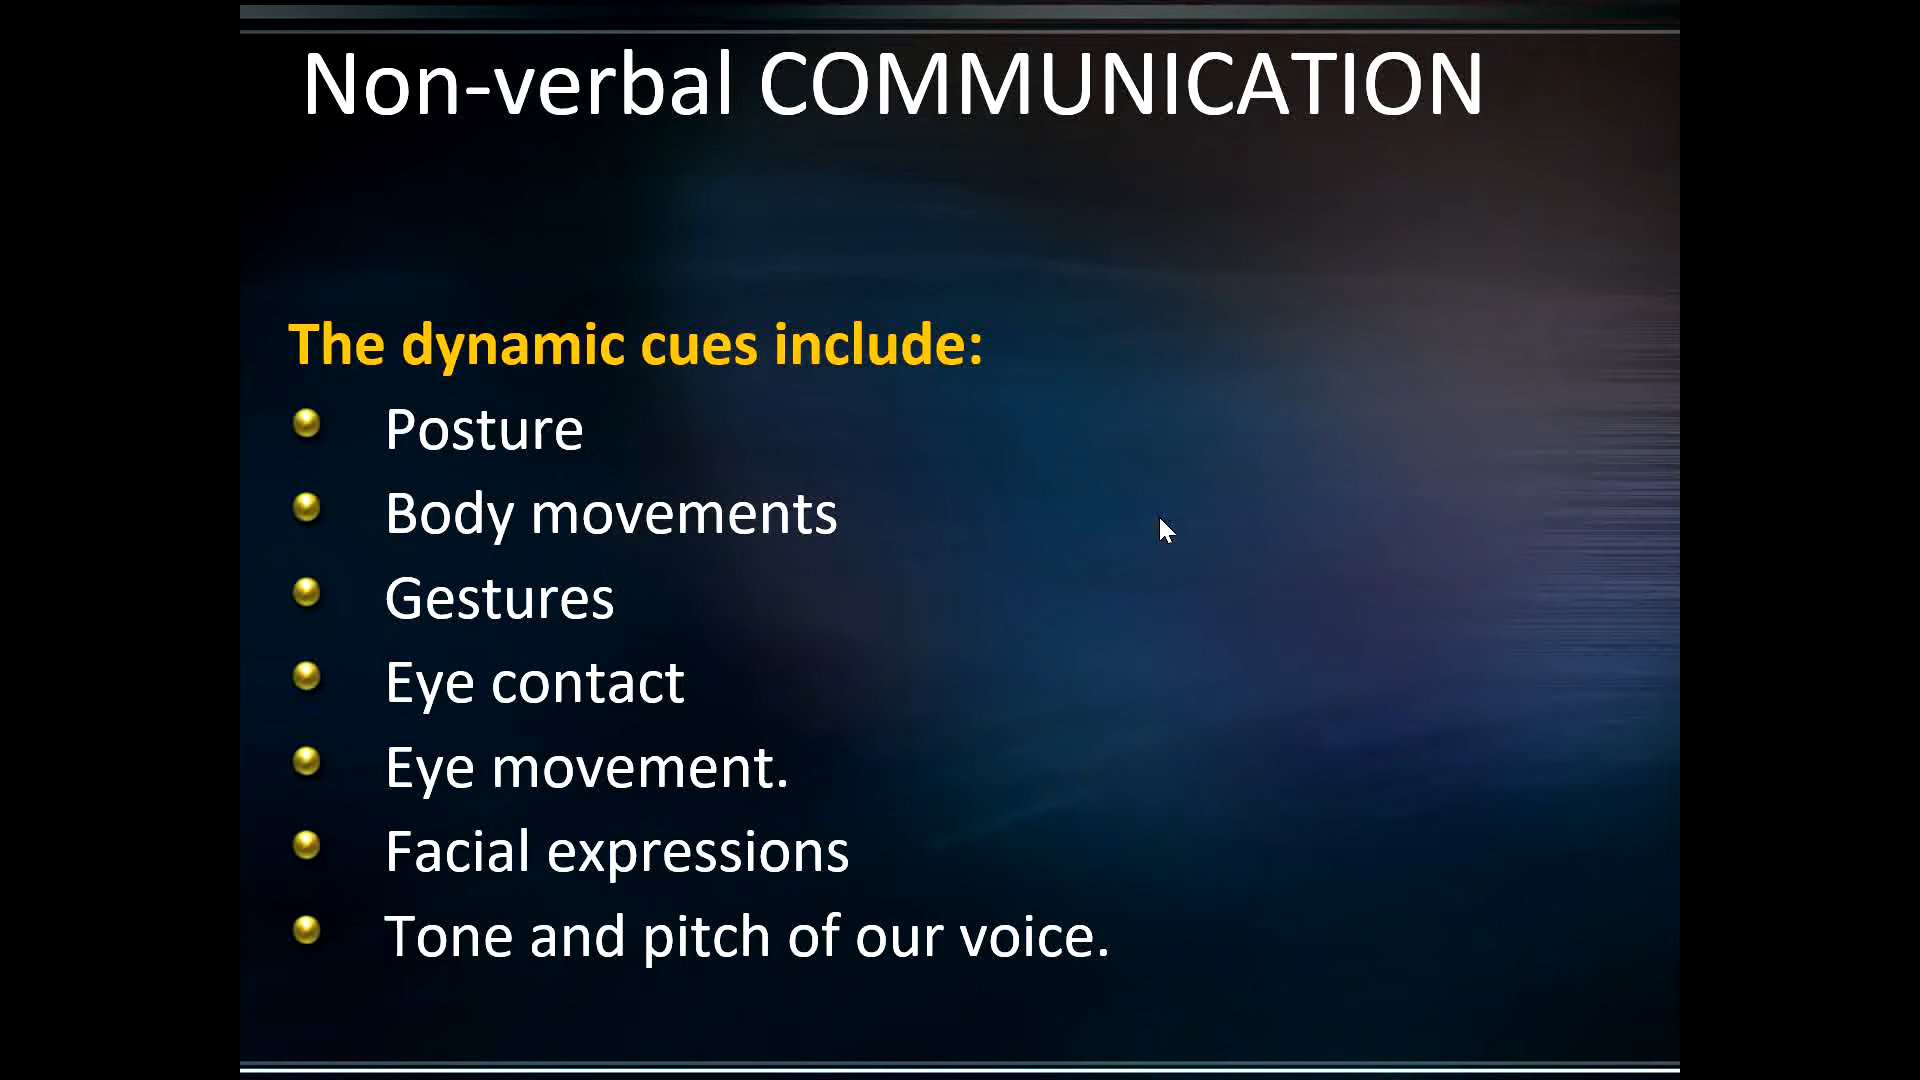 Non-verbal COMMUNICATION
The dynamic cues include:
Posture
Body movements
Gestures
Eye contact
Eye movement.
Facial expressions
Tone and pitch of our voice.